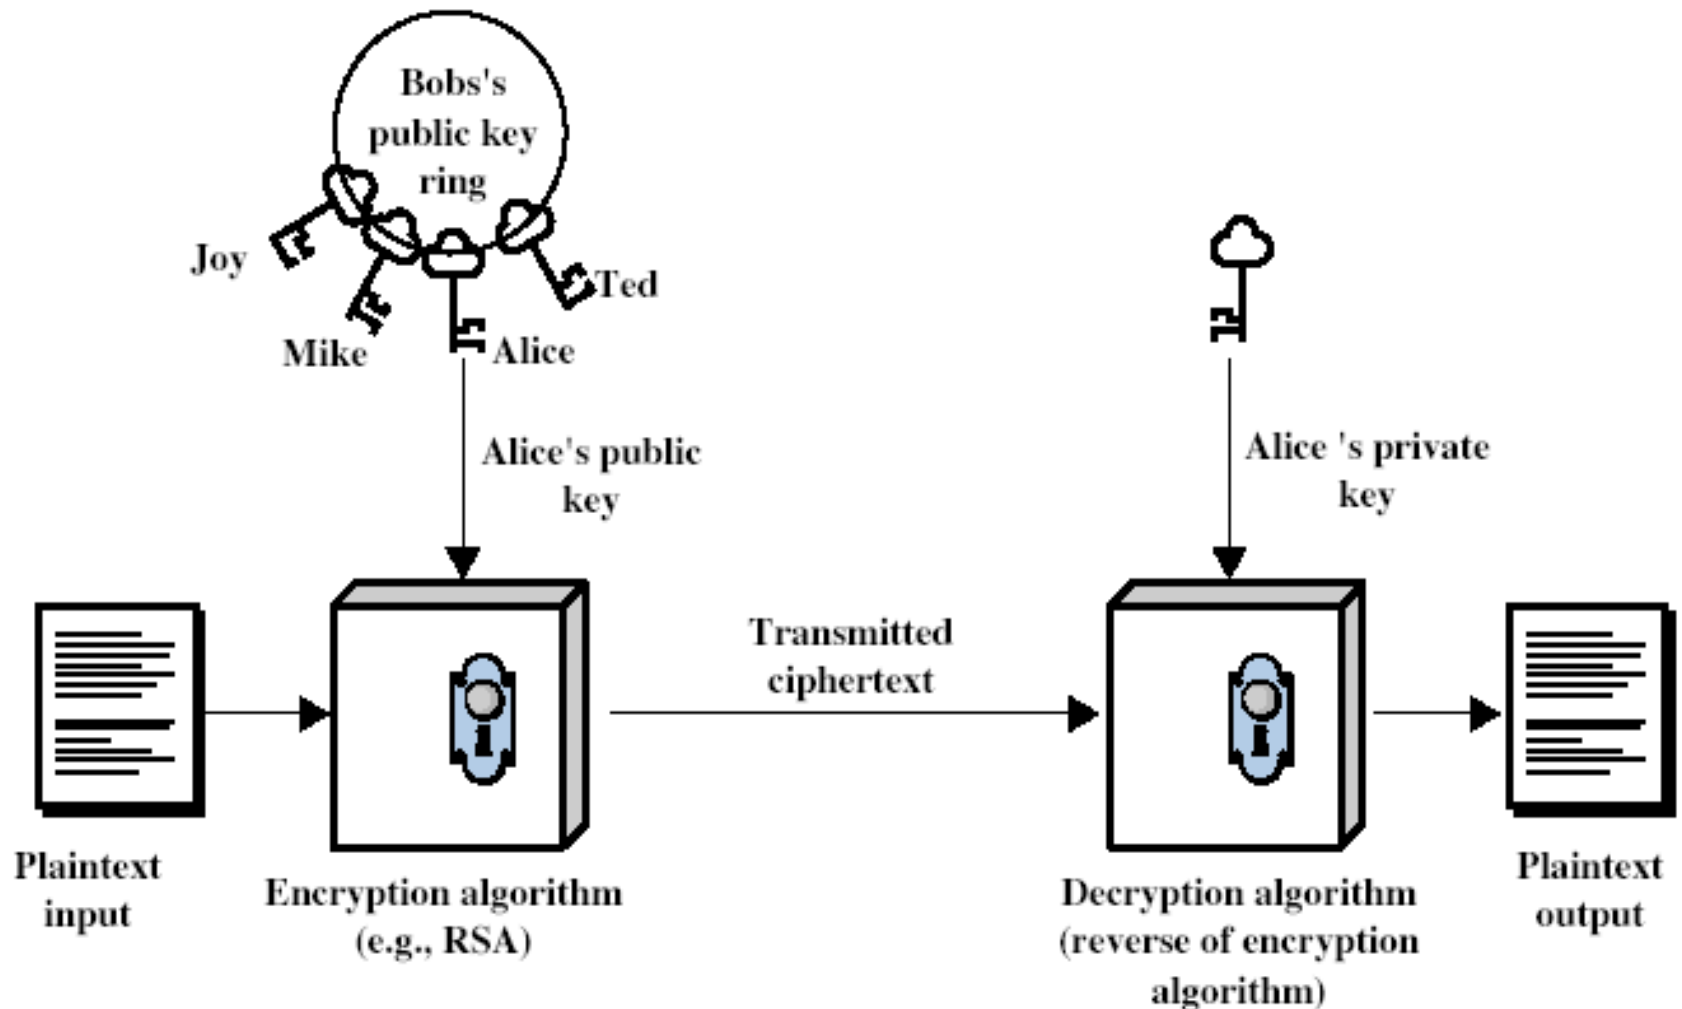 Bobs's
public key
ring
Joy
Ted
Mike
Alice
Alice's public
key
Alice 's private
key
Transmitted
ciphertext
Plaintext
input
Encryption algorithm
(e.g., RSA)
Decryption algorithm
(reverse of encryption
algorithm)
Plaintext
output